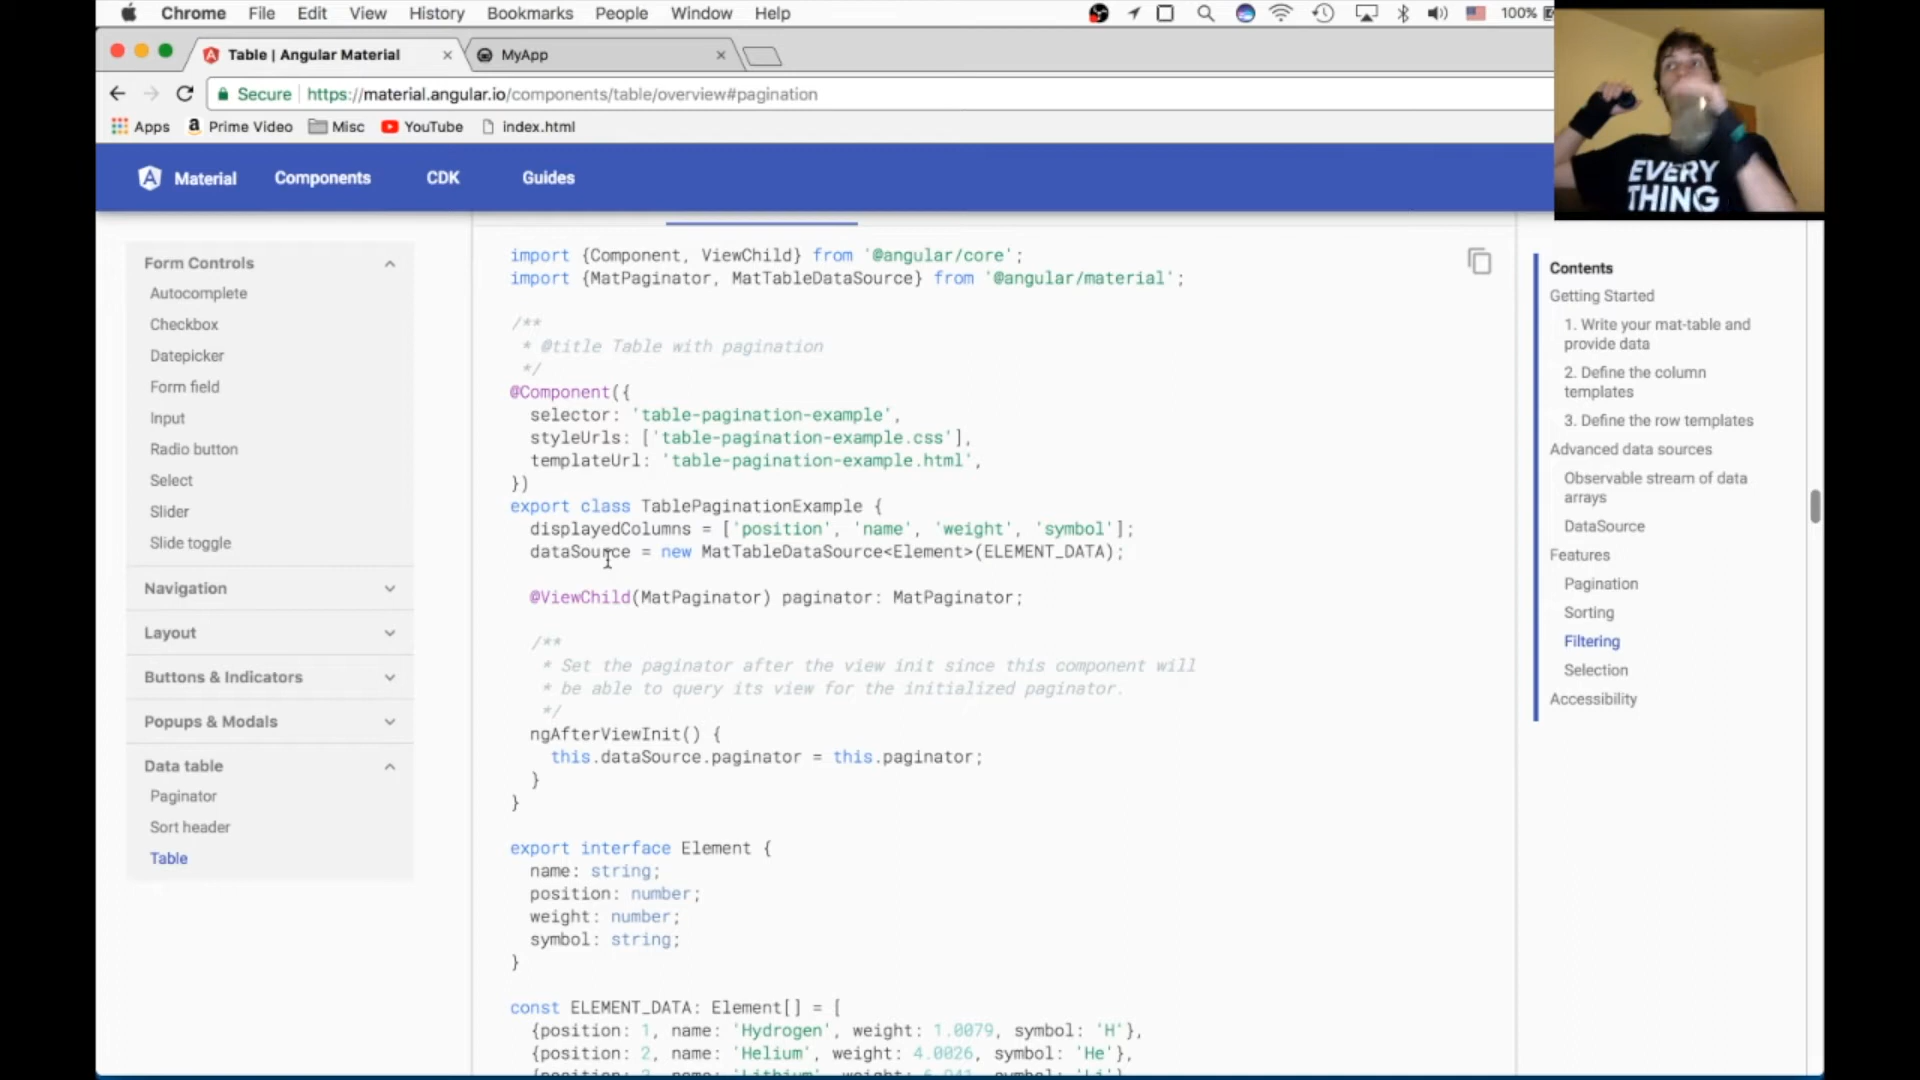 Chrome File Edit View History Bookmarks People Window Help 100%
Table | Angular Material MyApp
Secure https://material.angular.io/components/table/overview#pagination
Apps Prime Video Misc YouTube index.html
Material Components CDK Guides
EVERY
THING
Form Controls
Autocomplete
Checkbox
Datepicker
Form field
Input
Radio button
Select
Slider
Slide toggle
Navigation
Layout
Buttons & Indicators
Popups & Modals
Data table
Paginator
Sort header
Table
import {Component, ViewChild} from '@angular/core';
import {MatPaginator, MatTableDataSource} from '@angular/material';
/**
* @title Table with pagination
*/
@Component({
selector: 'table-pagination-example',
styleUrls: ['table-pagination-example.css'],
templateUrl: 'table-pagination-example.html',
})
export class TablePaginationExample {
displayedColumns = ['position', 'name', 'weight', 'symbol'];
dataSource = new MatTableDataSource<Element>(ELEMENT_DATA);
@ViewChild(MatPaginator) paginator: MatPaginator;
/**
* Set the paginator after the view init since this component will
* be able to query its view for the initialized paginator.
*/
ngAfterViewInit() {
this.dataSource.paginator = this.paginator;
}
}
export interface Element {
name: string;
position: number;
weight: number;
symbol: string;
}
const ELEMENT_DATA: Element[] = [
{position: 1, name: 'Hydrogen', weight: 1.0079, symbol: 'H'},
{position: 2, name: 'Helium', weight: 4.0026, symbol: 'He'},
{position: 3, name: 'Lithium', weight: 6.941, symbol: 'Li'},
Contents
Getting Started
1. Write your mat-table and
provide data
2. Define the column
templates
3. Define the row templates
Advanced data sources
Observable stream of data
arrays
DataSource
Features
Pagination
Sorting
Filtering
Selection
Accessibility